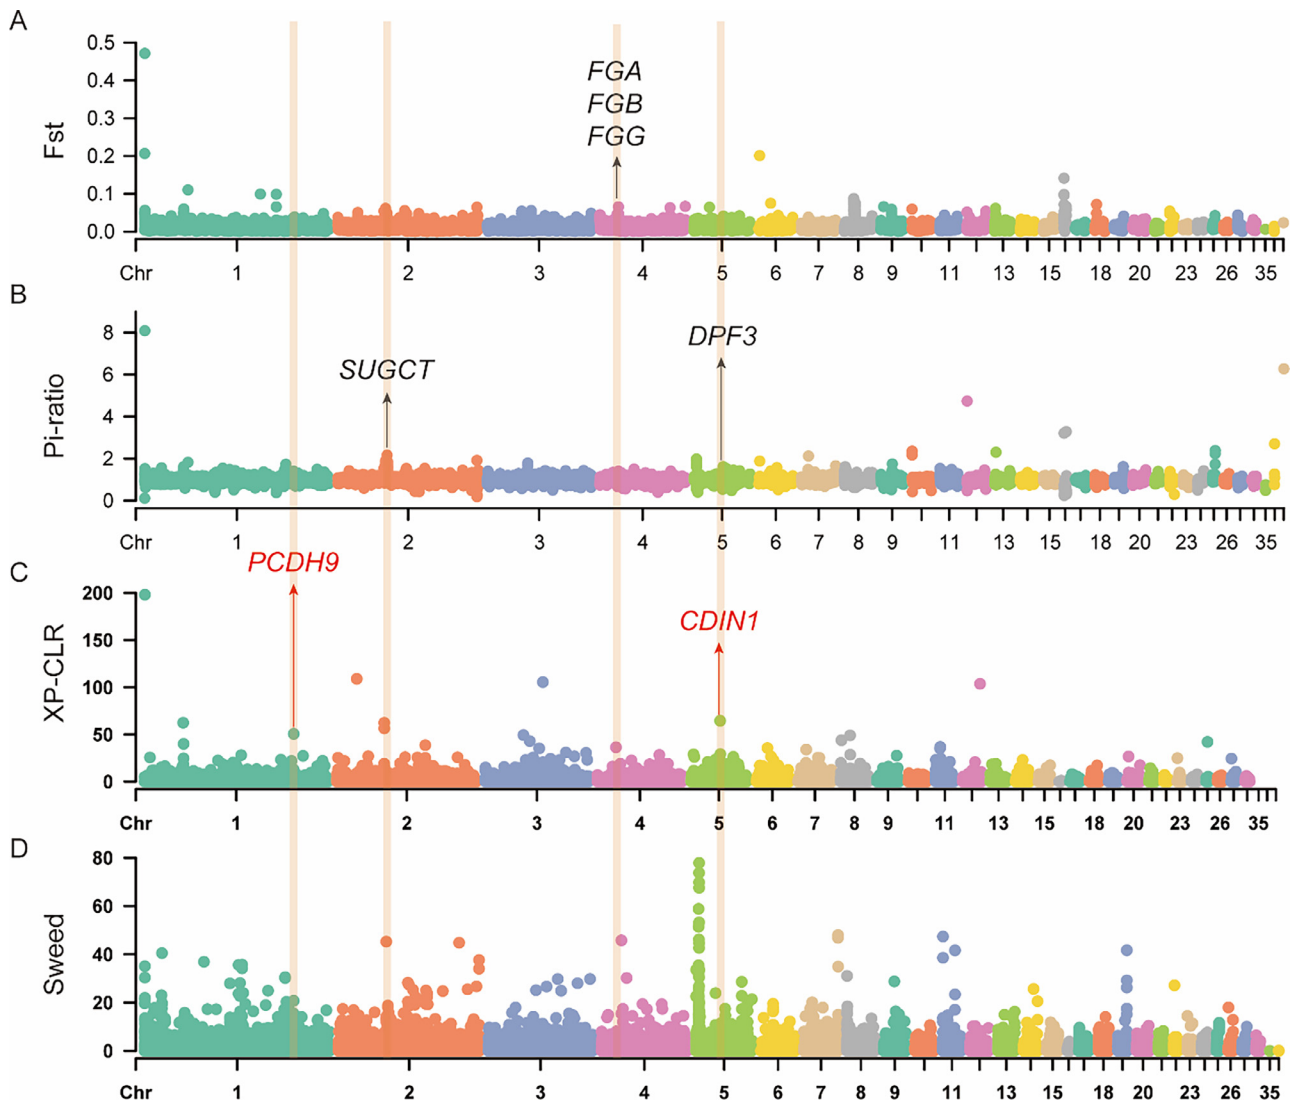 A
Fst
0.5
0.4
0.3
0.2
0.1
0.0
FGA
FGB
FGG
Chr 1 2 3 4 5 6 7 8 9 11 13 15 18 20 23 26 35
B
Pi-ratio
8
6
4
2
0
SUGCT
DPF3
Chr 1 2 3 4 5 6 7 8 9 11 13 15 18 20 23 26 35
C
XP-CLR
200
150
100
50
0
PCDH9
CDIN1
Chr 1 2 3 4 5 6 7 8 9 11 13 15 18 20 23 26 35
D
Sweed
80
60
40
20
0
Chr 1 2 3 4 5 6 7 8 9 11 13 15 18 20 23 26 35